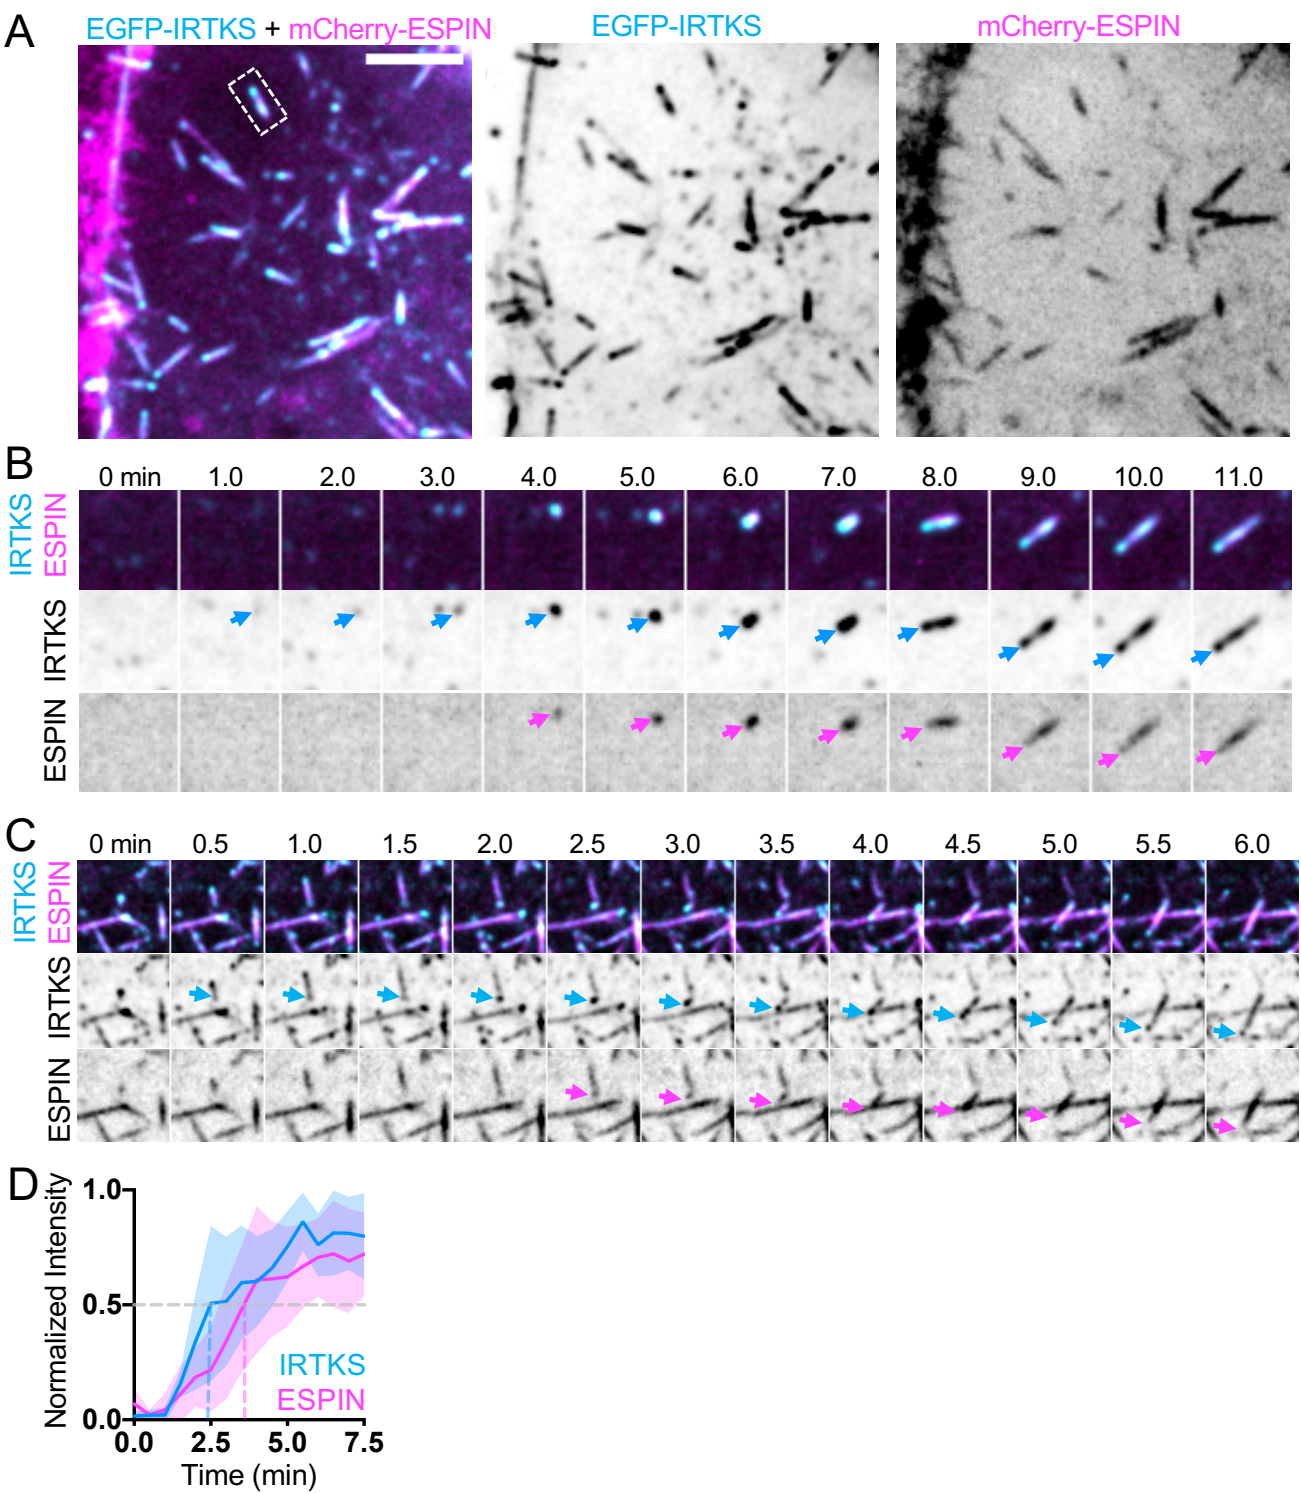 A
EGFP-IRTKS + mCherry-ESPIN
EGFP-IRTKS
mCherry-ESPIN
B
0 min 1.0 2.0 3.0 4.0 5.0 6.0 7.0 8.0 9.0 10.0 11.0
IRTKS
ESPIN
IRTKS
ESPIN
C
0 min 0.5 1.0 1.5 2.0 2.5 3.0 3.5 4.0 4.5 5.0 5.5 6.0
IRTKS
ESPIN
IRTKS
ESPIN
D
Normalized Intensity
1.0
0.5
0.0
IRTKS
ESPIN
0.0 2.5 5.0 7.5
Time (min)